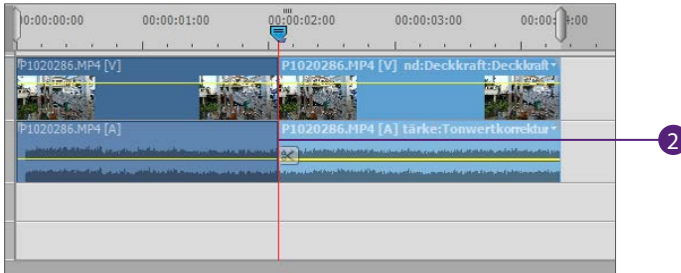 00:00:00:00 00:00:01:00 00:00:02:00 00:00:03:00 00:00: :00
P1020286.MP4 [V] P1020286.MP4 [V] nd:Deckkraft:Deckkraft
P1020286.MP4 [A] P1020286.MP4 [A] tärke:Tonwertkorrektur
2